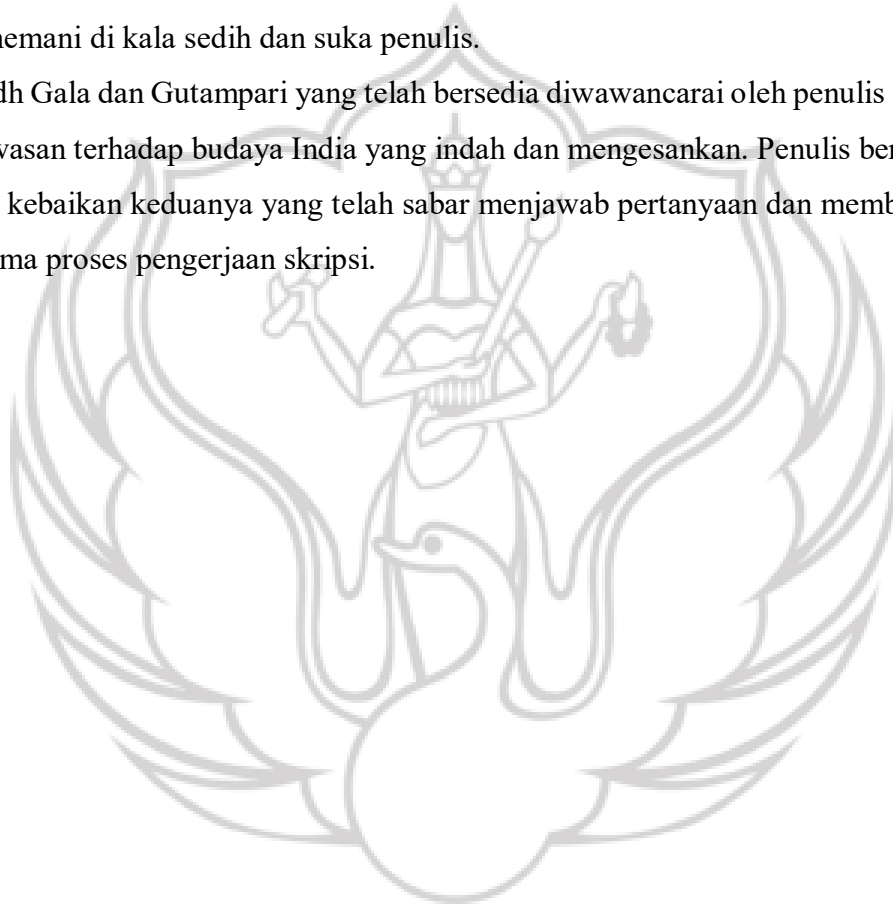 nemani di kala sedih dan suka penulis.
dh Gala dan Gutampari yang telah bersedia diwawancarai oleh penulis
wasan terhadap budaya India yang indah dan mengesankan. Penulis ber
kebaikan keduanya yang telah sabar menjawab pertanyaan dan memb
ma proses pengerjaan skripsi.